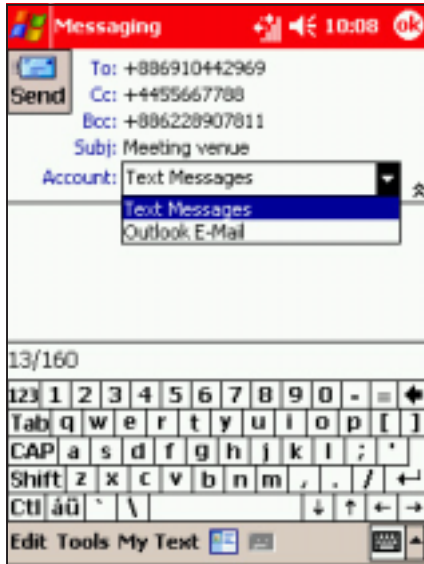 Messaging 10:08 ok
Send
To: +886910442969
Cc: +4455667788
Bcc: +886228907811
Subj: Meeting venue
Account: Text Messages
Text Messages
Outlook E-Mail
13/160
123 1 2 3 4 5 6 7 8 9 0 - =
Tab q w e r t y u i o p [ ]
CAP a s d f g h j k l ; '
Shift z x c v b n m , . /
Ctl áü ` \
Edit Tools My Text